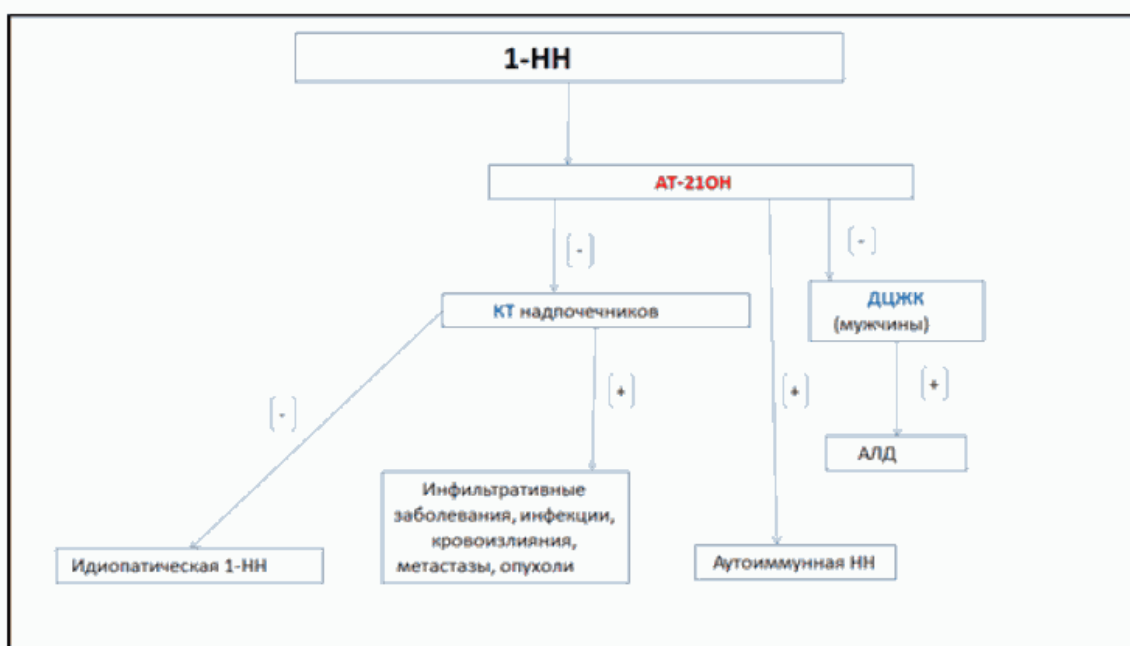 1-НН
АТ-21ОН
[-]
[-]
КТ надпочечников
ДЦЖК
(мужчины)
[-]
[+]
[+]
[+]
АЛД
Инфильтративные
заболевания, инфекции,
кровоизлияния,
метастазы, опухоли
Идиопатическая 1-НН
Аутоиммунная НН